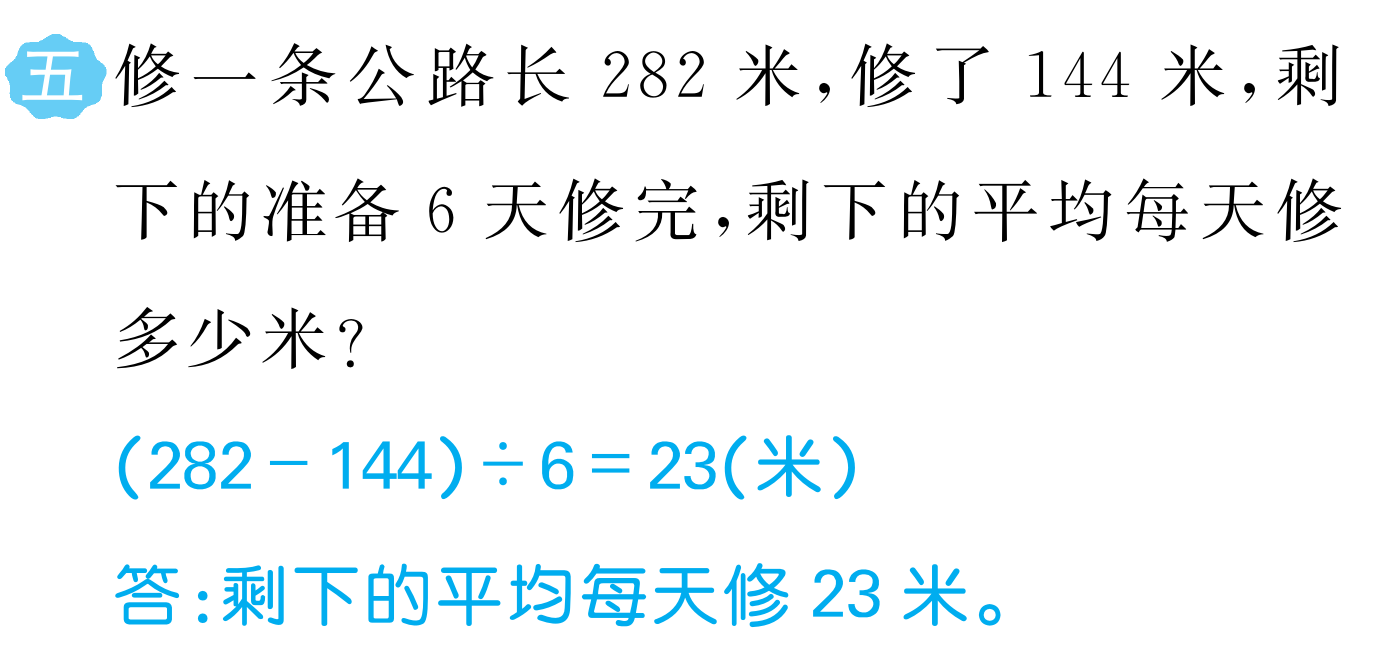 五 修一条公路长 282 米,修了 144 米,剩
下的准备 6 天修完,剩下的平均每天修
多少米?
(282-144)÷6=23(米)
答:剩下的平均每天修 23 米。